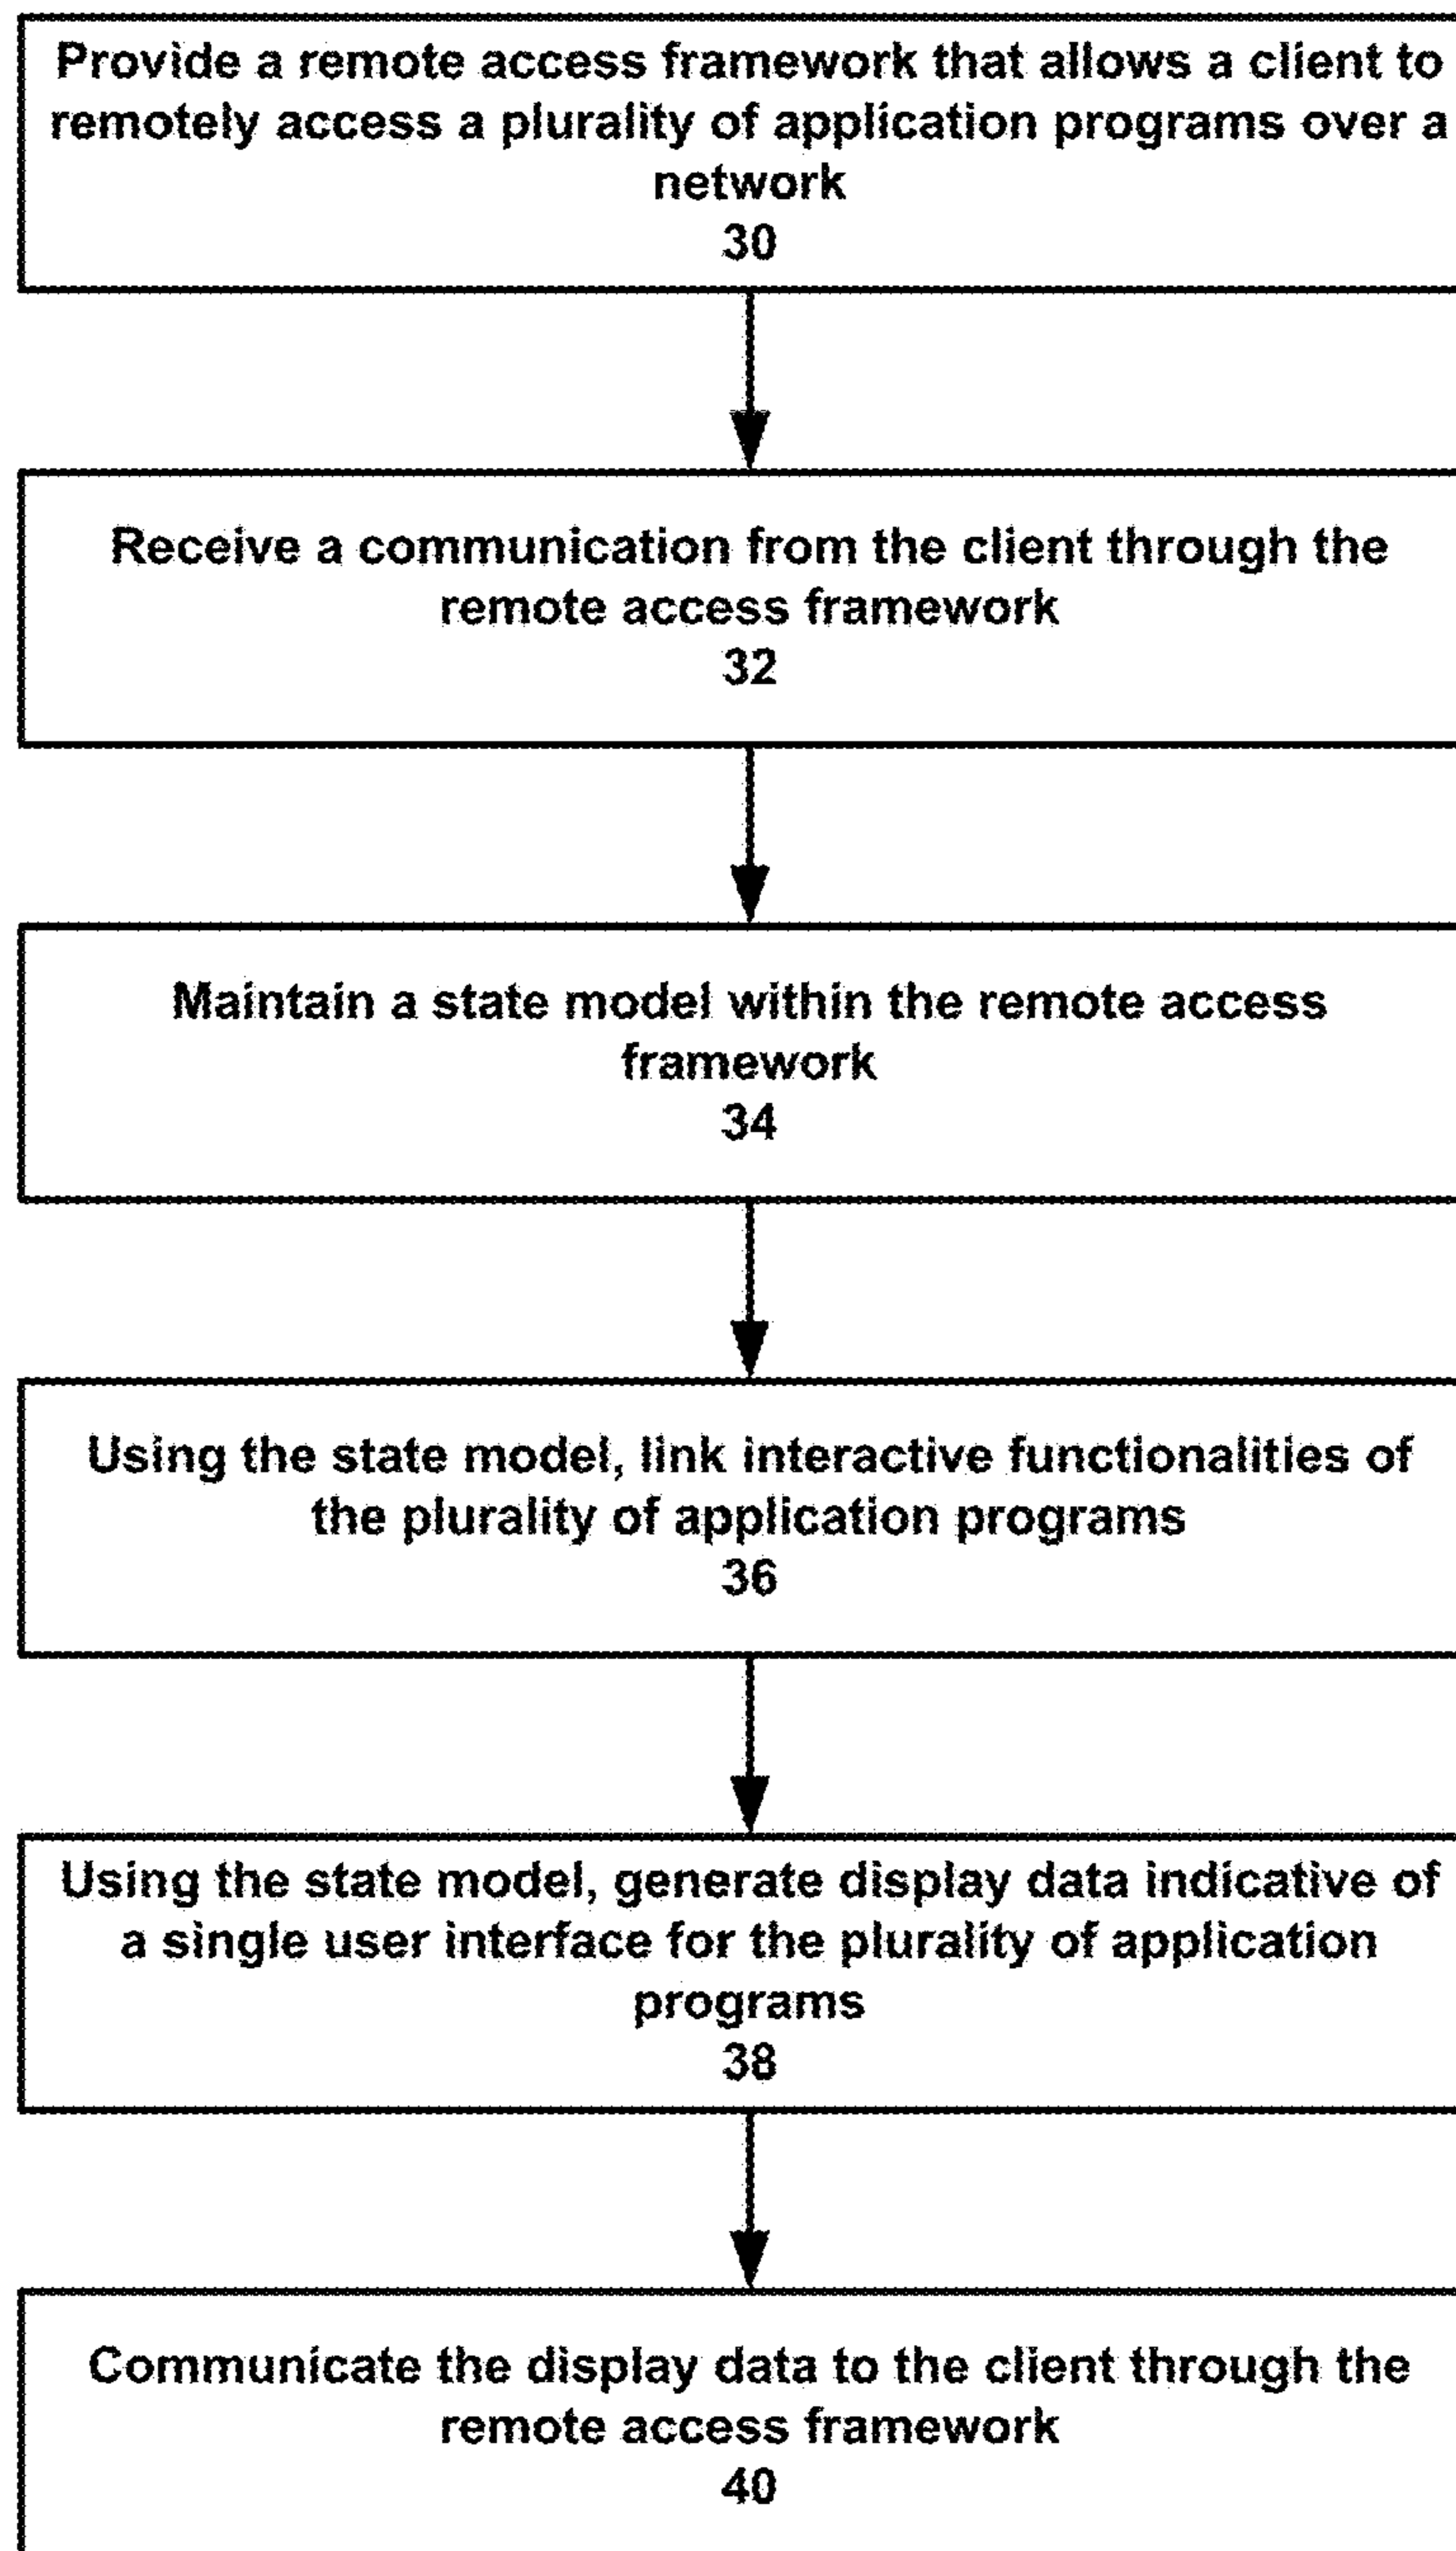 Provide a remote access framework that allows a client to
remotely access a plurality of application programs over a
network
30
Receive a communication from the client through the
remote access framework
32
Maintain a state model within the remote access
framework
34
Using the state model, link interactive functionalities of
the plurality of application programs
36
Using the state model, generate display data indicative of
a single user interface for the plurality of application
programs
38
Communicate the display data to the client through the
remote access framework
40